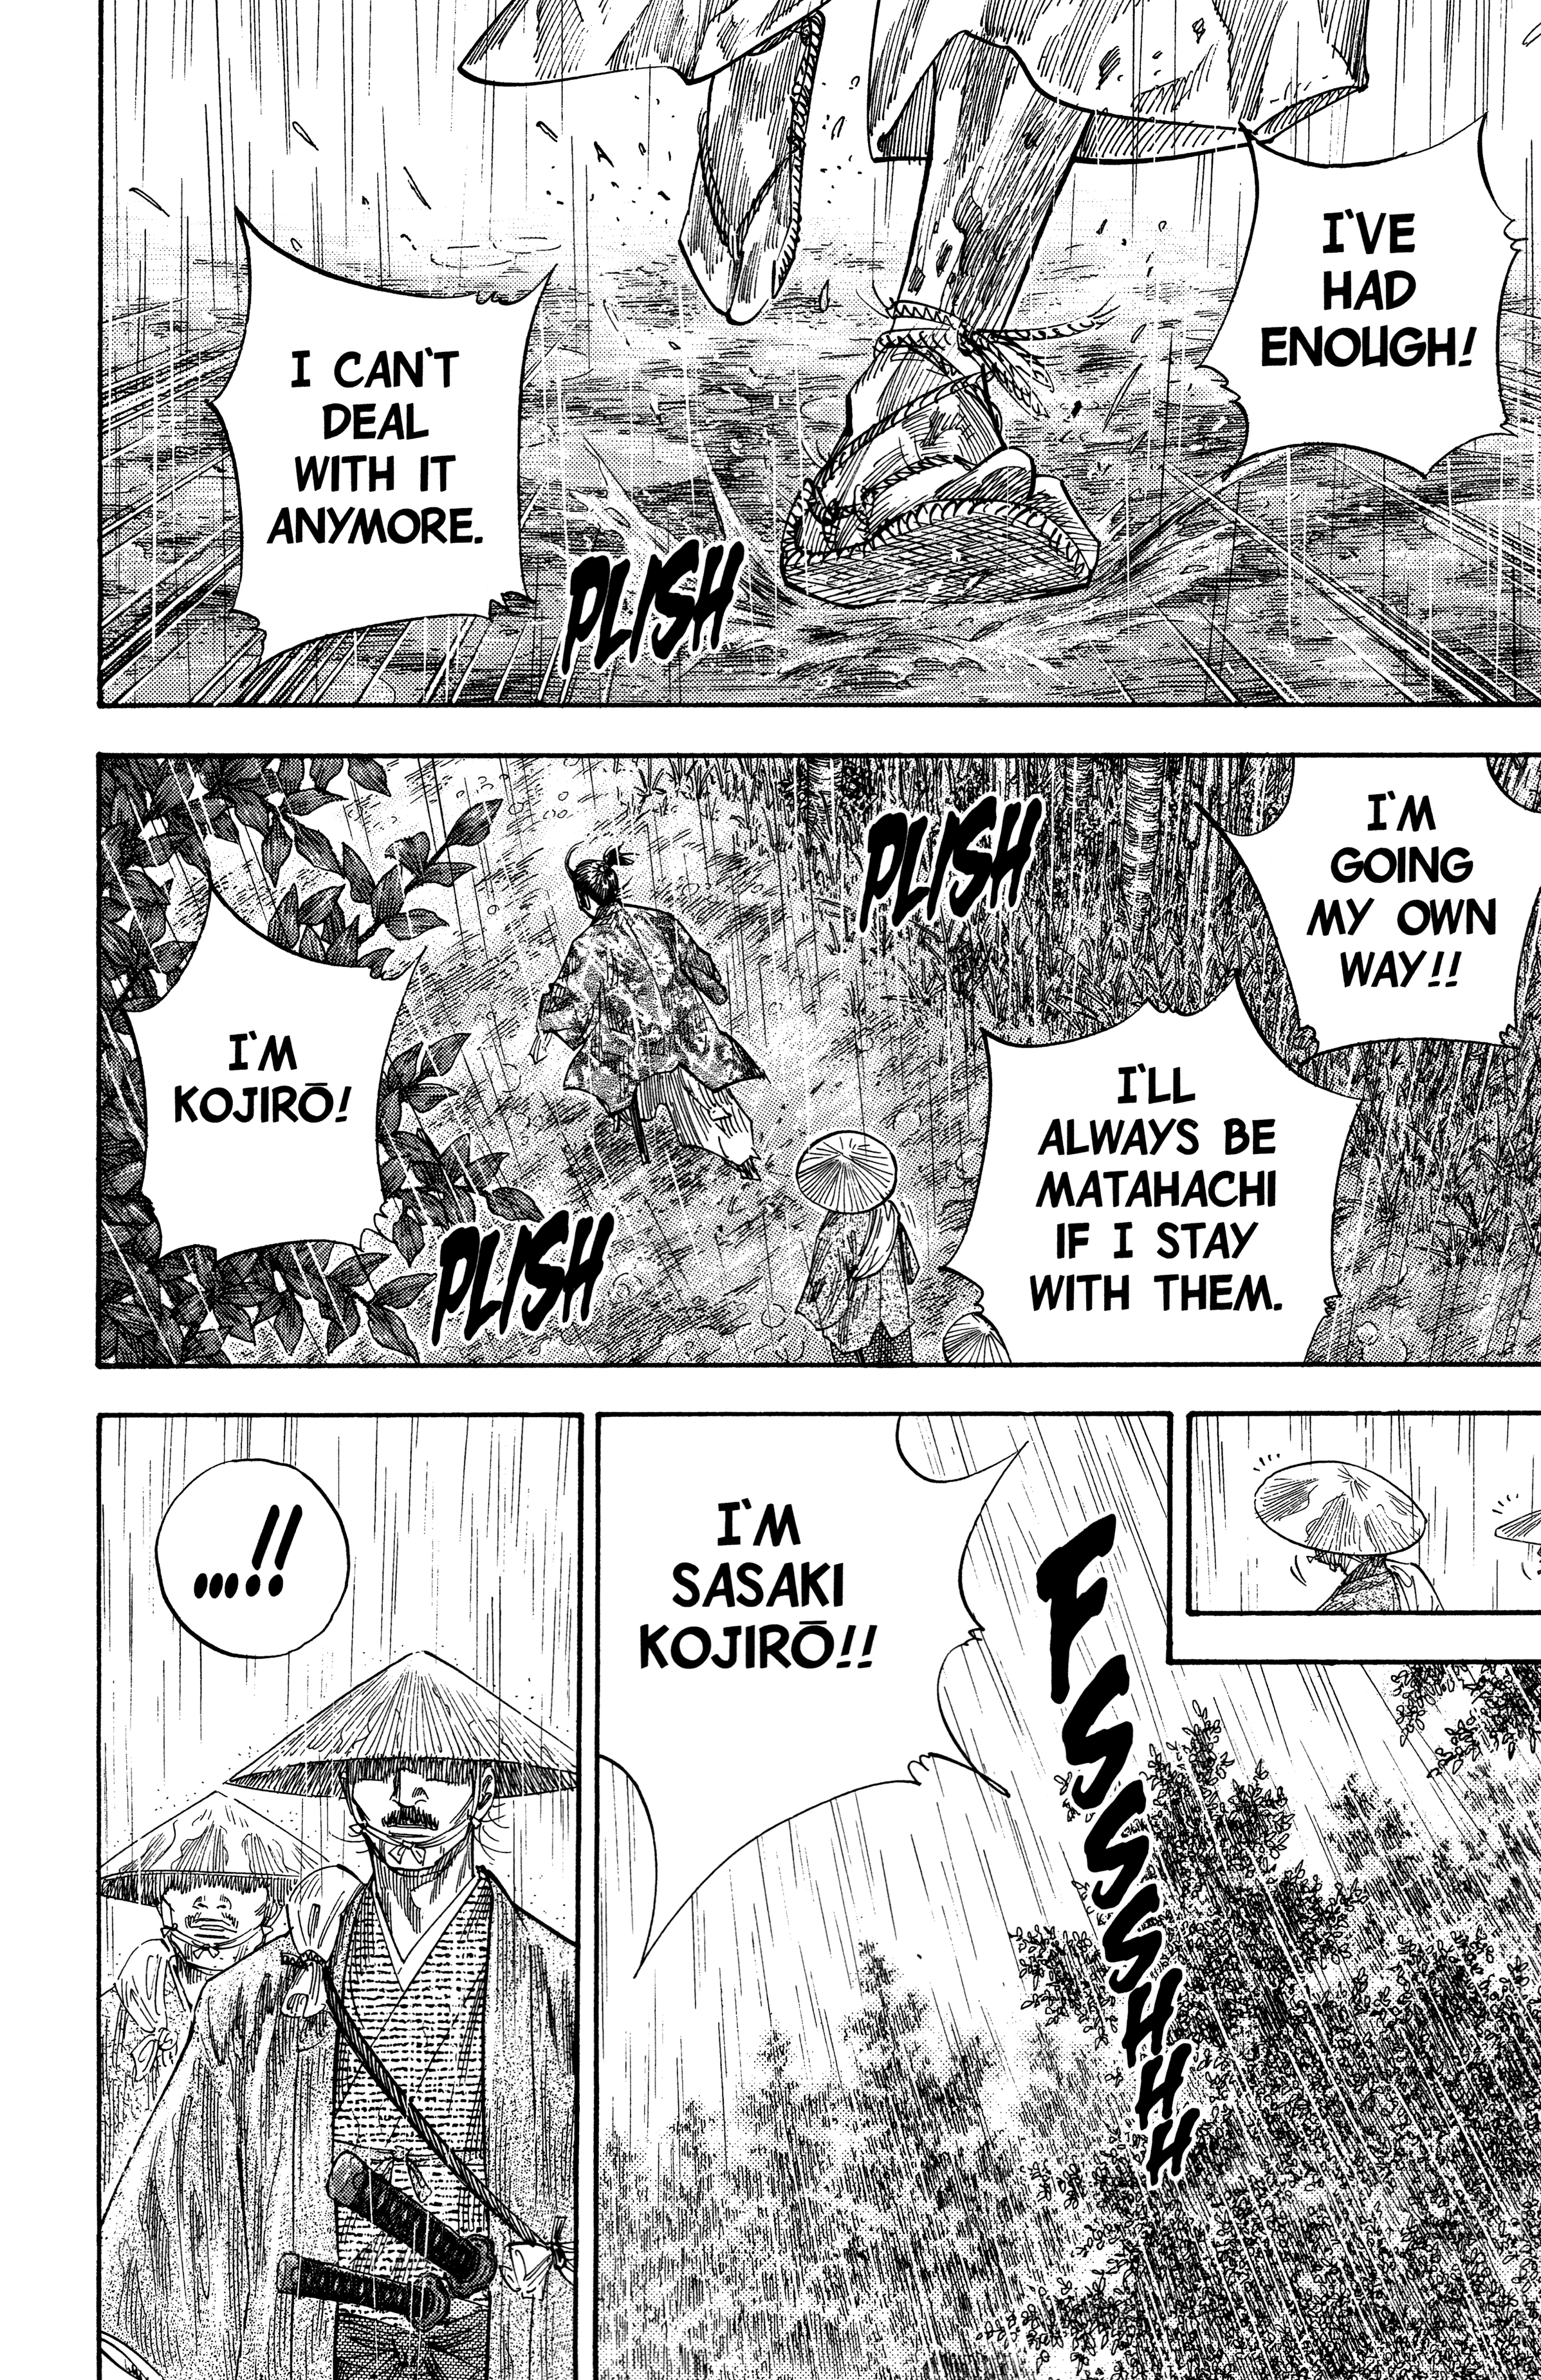 I'VE
HAD
ENOUGH!
I CAN'T
DEAL
WITH IT
ANYMORE.
PLISH
I'M
GOING
MY OWN
WAY!!
PLISH
I'LL
ALWAYS BE
MATAHACHI
IF I STAY
WITH THEM.
I'M
KOJIRŌ!
PLISH
I'M
SASAKI
KOJIRŌ!!
FSSSSHHH
...!!